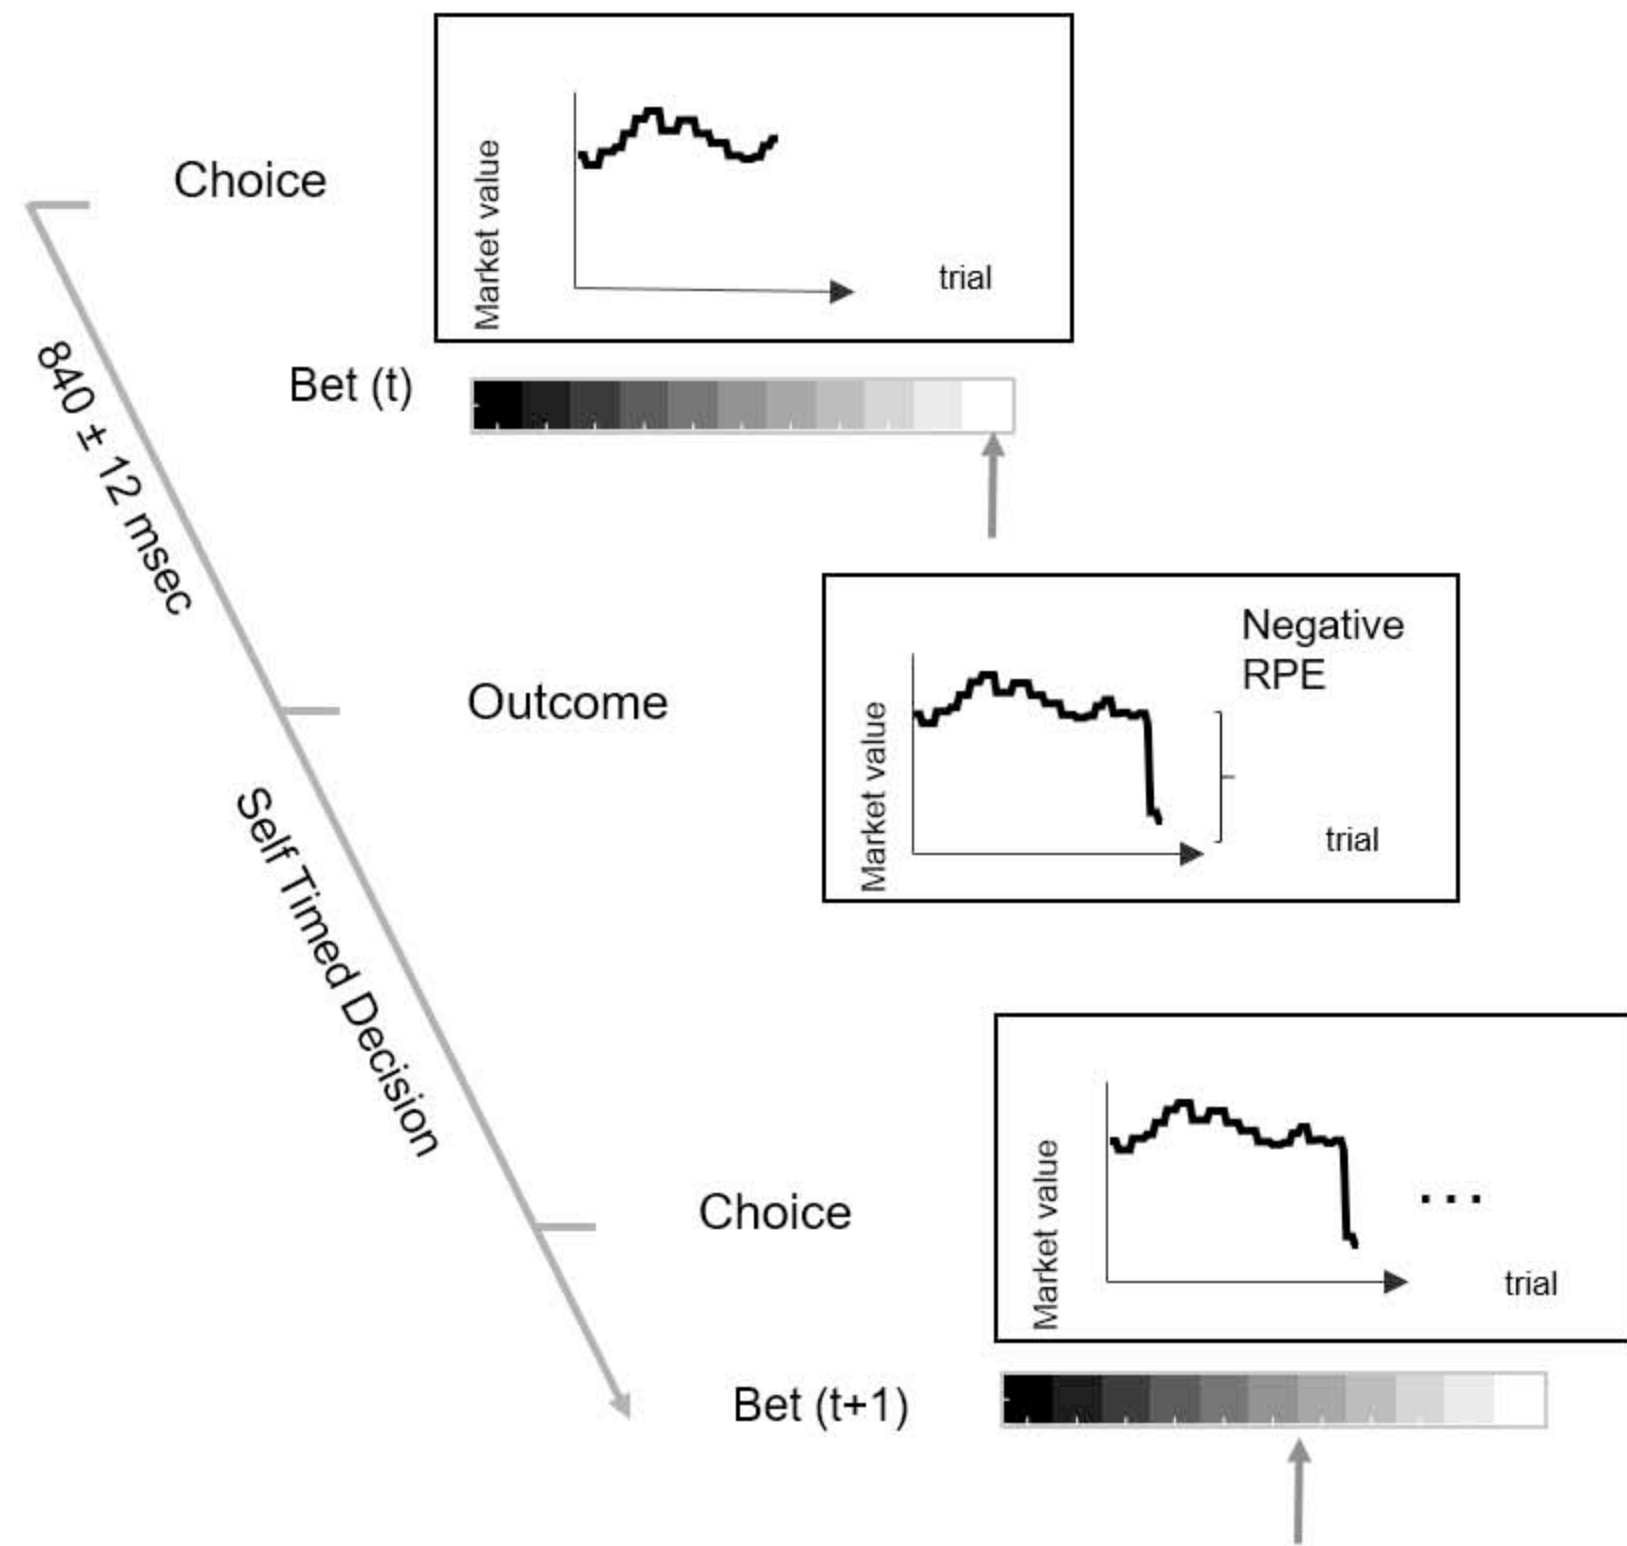 Choice
Market value
trial
840 ± 12 msec
Bet (t)
Outcome
Negative
RPE
Market value
trial
Self Timed Decision
Choice
Market value
...
trial
Bet (t+1)